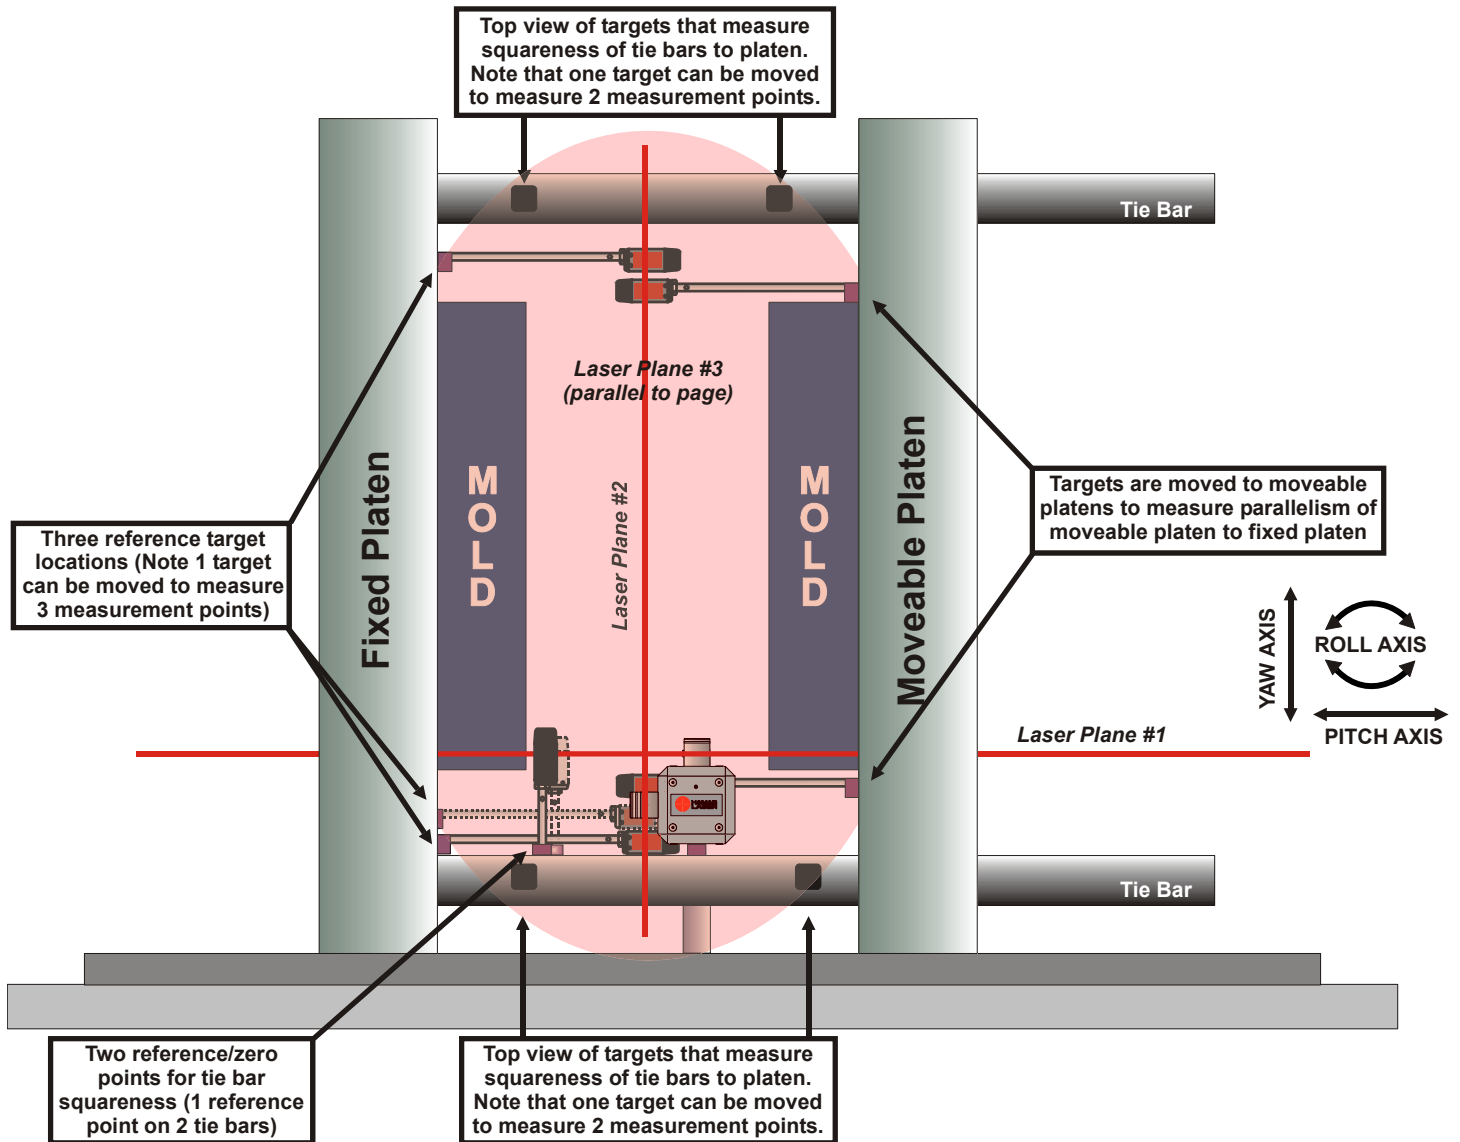 Top view of targets that measure
squareness of tie bars to platen.
Note that one target can be moved
to measure 2 measurement points.
Tie Bar
Laser Plane #3
(parallel to page)
Laser Plane #2
Fixed Platen
MOLD
MOLD
Moveable Platen
Three reference target
locations (Note 1 target
can be moved to measure
3 measurement points)
Targets are moved to moveable
platens to measure parallelism of
moveable platen to fixed platen
YAW AXIS
ROLL AXIS
PITCH AXIS
Laser Plane #1
Tie Bar
Two reference/zero
points for tie bar
squareness (1 reference
point on 2 tie bars)
Top view of targets that measure
squareness of tie bars to platen.
Note that one target can be moved
to measure 2 measurement points.